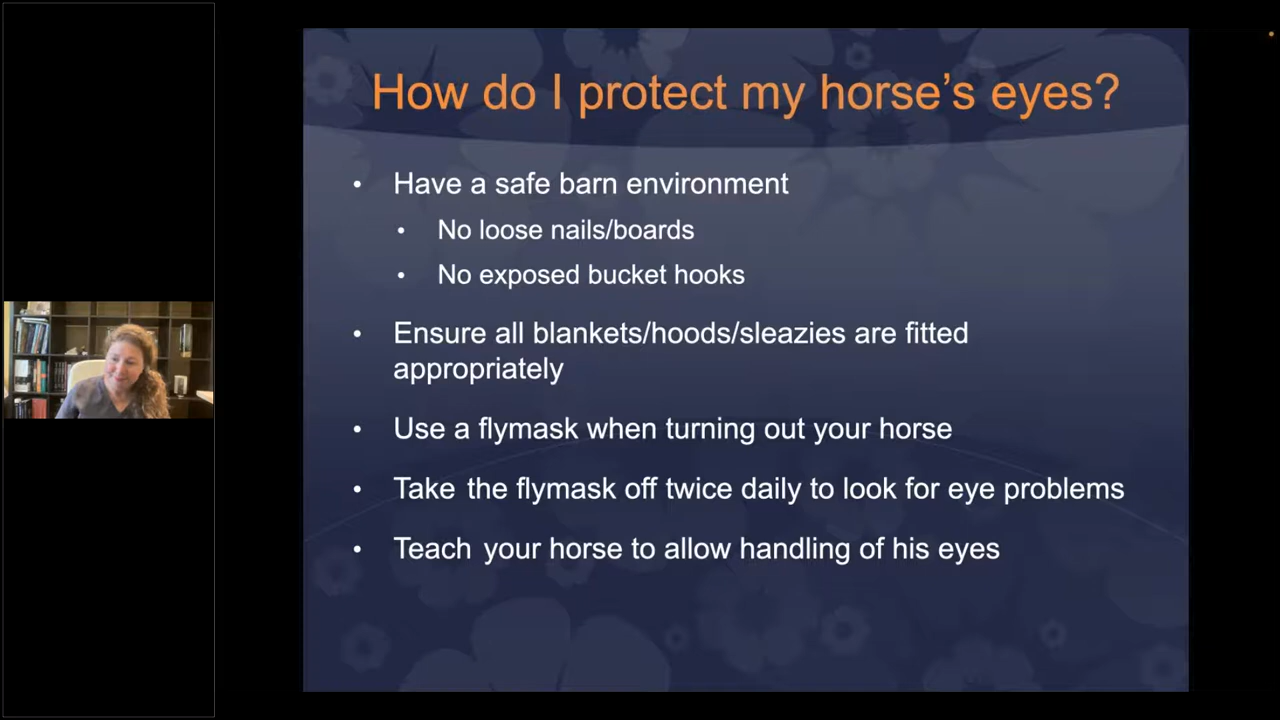 How do I protect my horse’s eyes?
• Have a safe barn environment
• No loose nails/boards
• No exposed bucket hooks
• Ensure all blankets/hoods/sleazies are fitted
appropriately
• Use a flymask when turning out your horse
• Take the flymask off twice daily to look for eye problems
• Teach your horse to allow handling of his eyes